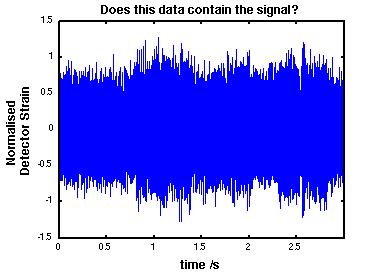 Does this data contain the signal?
Normalised
Detector Strain
1.5
1
0.5
0
-0.5
-1
-1.5
0 0.5 1 1.5 2 2.5
time /s